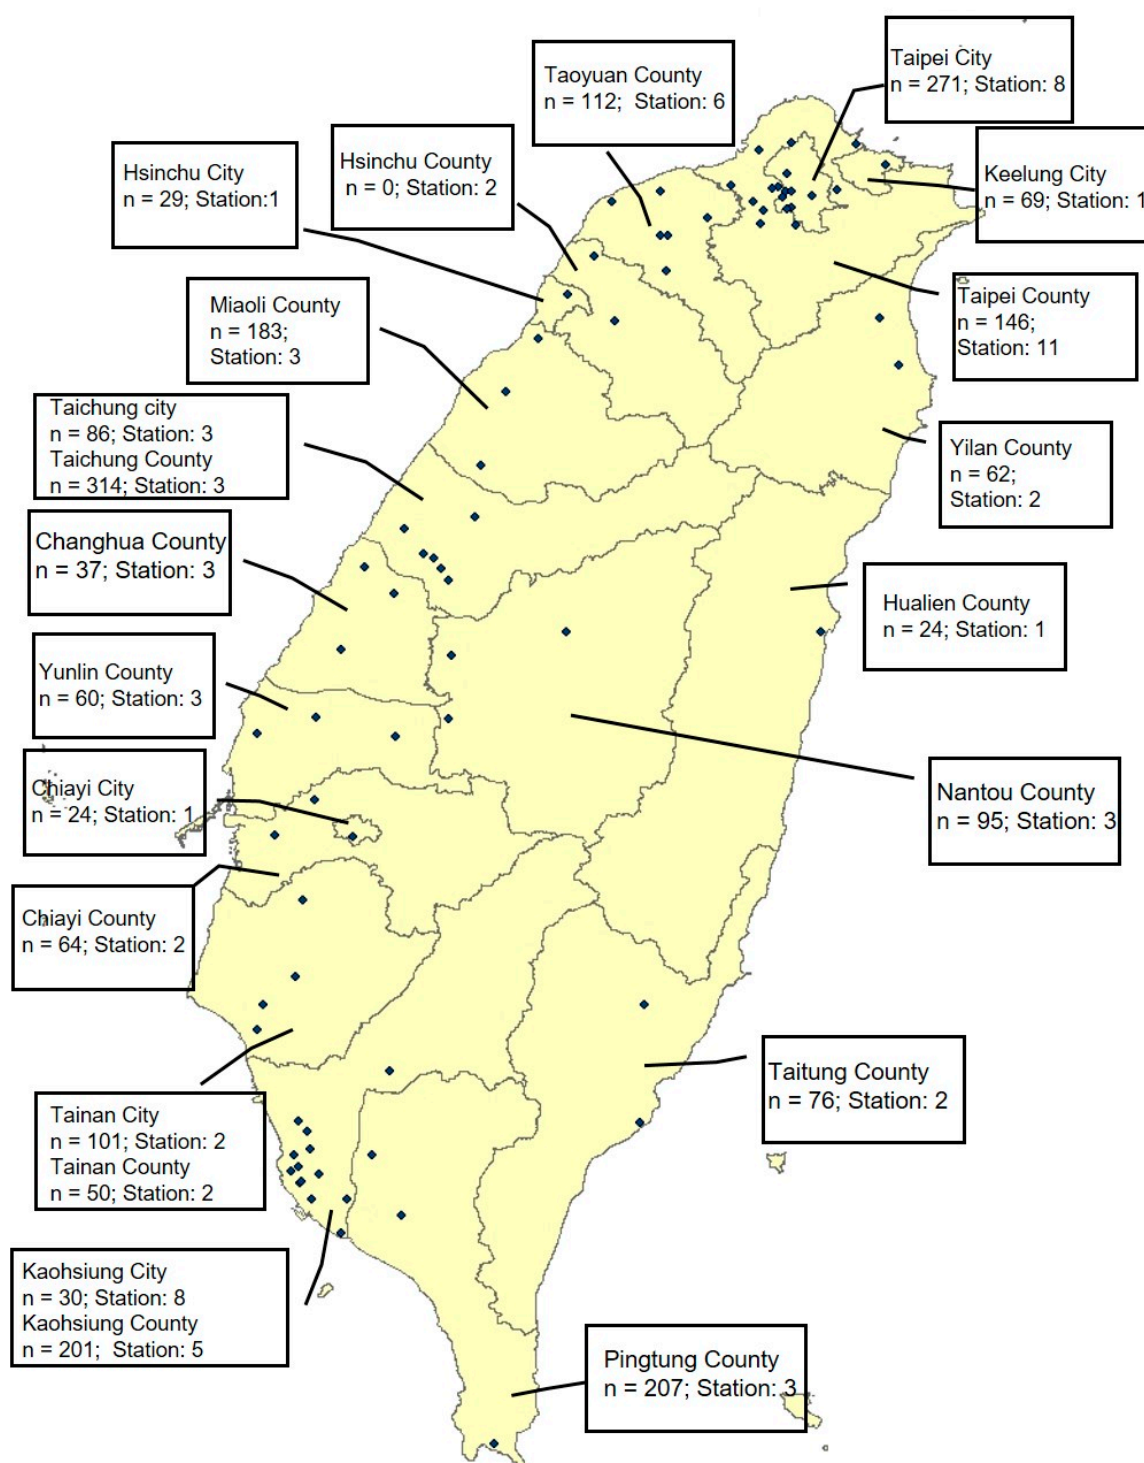 Taipei City
n = 271; Station: 8
Taoyuan County
n = 112;  Station: 6
Hsinchu County
n = 0; Station: 2
Hsinchu City
n = 29; Station:1
Keelung City
n = 69; Station: 1
Miaoli County
n = 183;
Station: 3
Taipei County
n = 146;
Station: 11
Taichung city
n = 86; Station: 3
Taichung County
n = 314; Station: 3
Yilan County
n = 62;
Station: 2
Changhua County
n = 37; Station: 3
Hualien County
n = 24; Station: 1
Yunlin County
n = 60; Station: 3
Chiayi City
n = 24; Station: 1
Nantou County
n = 95; Station: 3
Chiayi County
n = 64; Station: 2
Taitung County
n = 76; Station: 2
Tainan City
n = 101; Station: 2
Tainan County
n = 50; Station: 2
Kaohsiung City
n = 30; Station: 8
Kaohsiung County
n = 201;  Station: 5
Pingtung County
n = 207; Station: 3